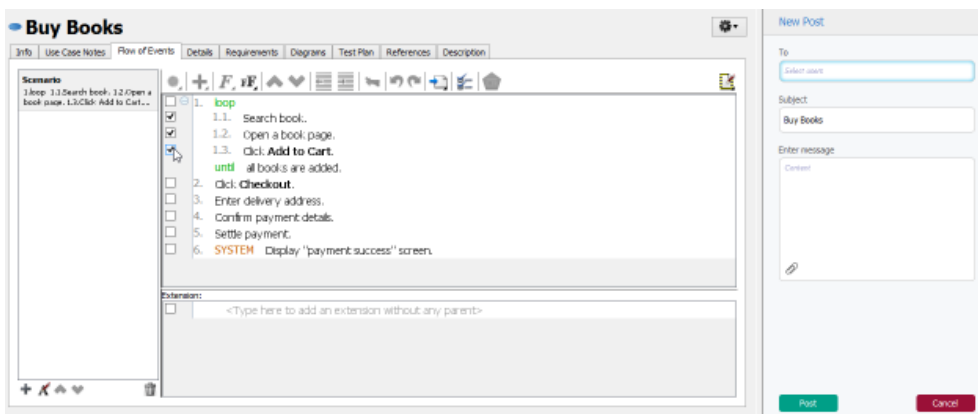 Buy Books
Info Use Case Notes Flow of Events Details Requirements Diagrams Test Plan References Description
Scenario
1.loop 1.1.Search book. 1.2.Open a
book page. 1.3.Click Add to Cart....
1. loop
1.1. Search book.
1.2. Open a book page.
1.3. Click Add to Cart.
until all books are added.
2. Click Checkout.
3. Enter delivery address.
4. Confirm payment details.
5. Settle payment.
6. SYSTEM Display "payment success" screen.
Extension:
<Type here to add an extension without any parent>
New Post
To
Select users
Subject
Buy Books
Enter message
Content
Post Cancel